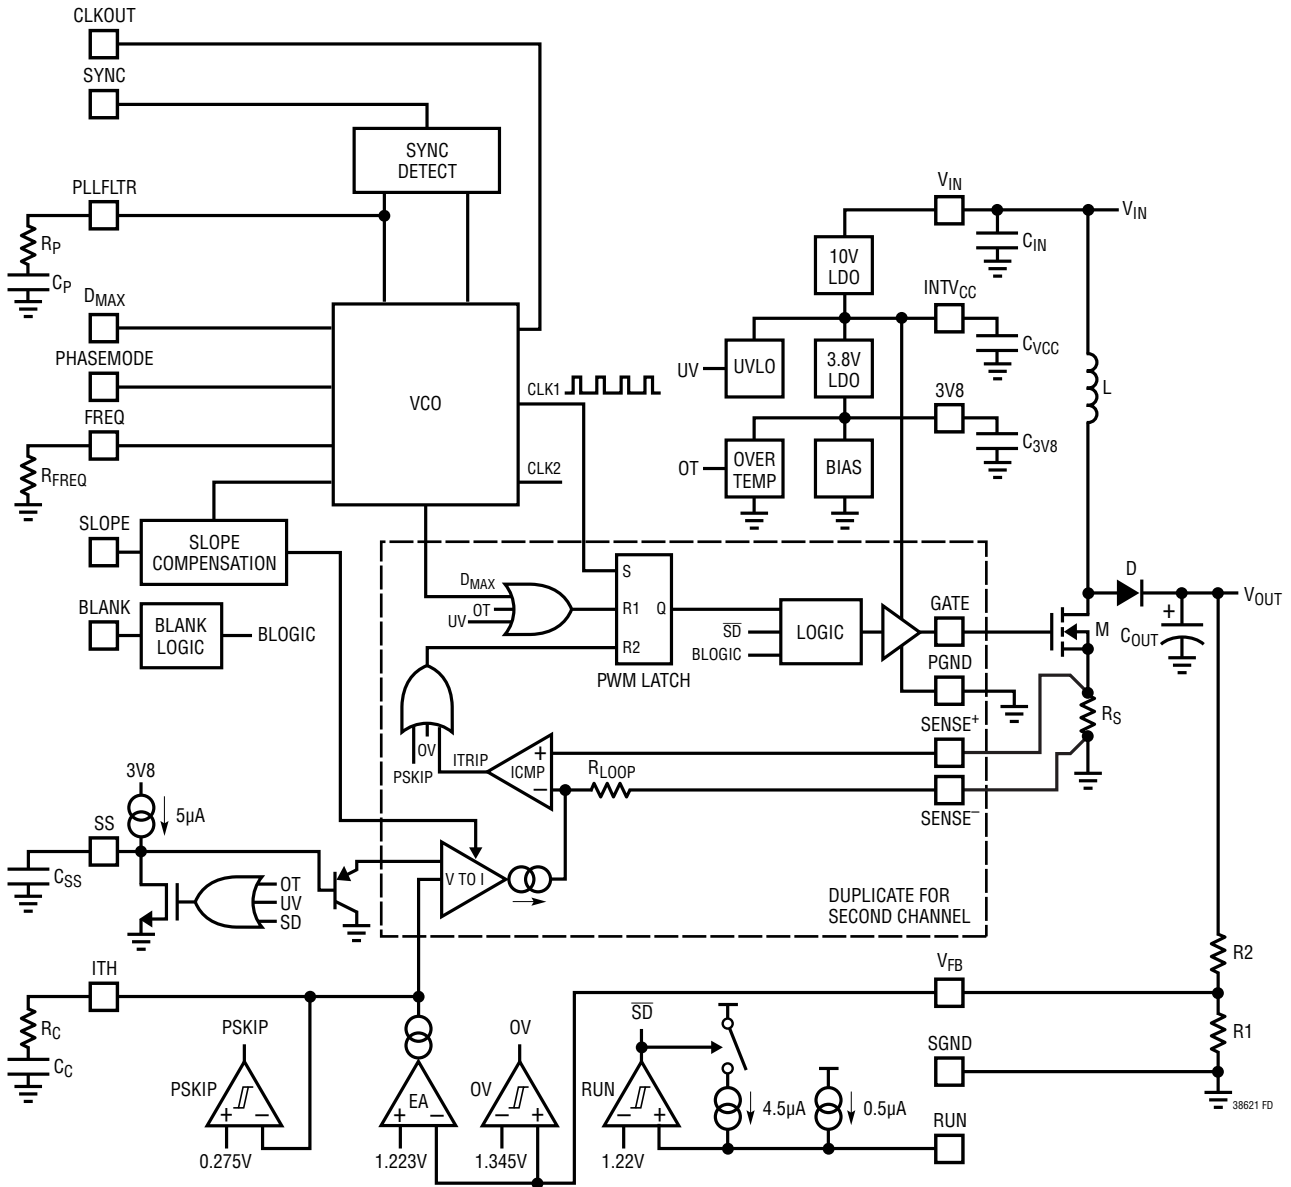 CLKOUT
SYNC
SYNC
DETECT
PLLFLTR
RP
CP
DMAX
PHASEMODE
FREQ
RFREQ
VCO
CLK1
CLK2
VIN
VIN
CIN
10V
LDO
INTVCC
CVCC
UV
UVLO
3.8V
LDO
3V8
C3V8
OT
OVER
TEMP
BIAS
L
SLOPE
SLOPE
COMPENSATION
BLANK
BLANK
LOGIC
BLOGIC
DMAX
OT
UV
S
R1
Q
R2
PWM LATCH
SD
BLOGIC
LOGIC
GATE
PGND
D
VOUT
M
+
COUT
RS
SENSE+
SENSE–
OV
PSKIP
ITRIP
ICMP
+
–
RLOOP
3V8
5µA
SS
CSS
OT
UV
SD
V TO I
DUPLICATE FOR
SECOND CHANNEL
ITH
RC
CC
PSKIP
PSKIP
+ –
0.275V
EA
+ –
1.223V
OV
OV
– +
1.345V
SD
RUN
– +
1.22V
4.5µA
0.5µA
VFB
SGND
RUN
R2
R1
38621 FD